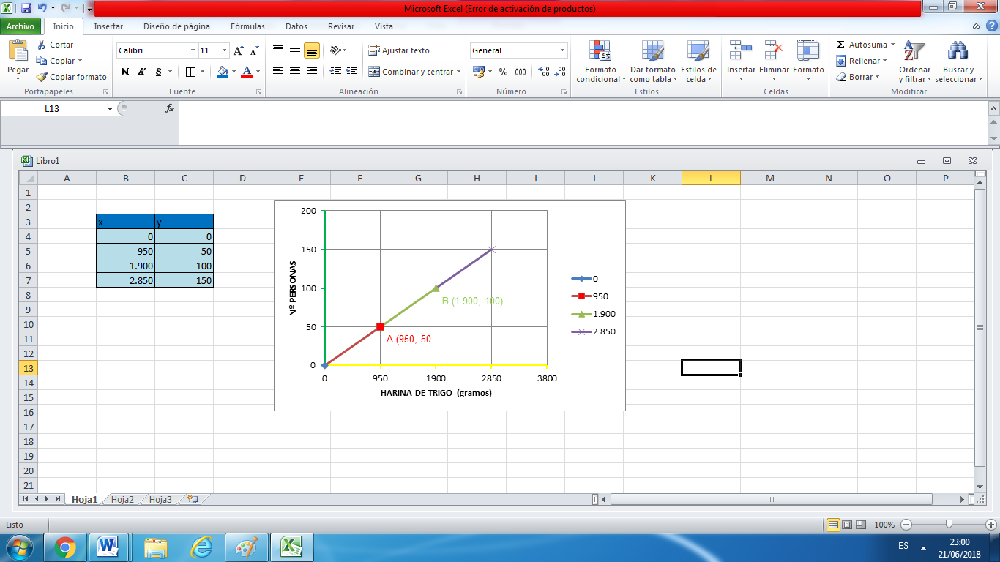 Microsoft Excel (Error de activación de productos)
Archivo Inicio Insertar Diseño de página Fórmulas Datos Revisar Vista
Pegar
Cortar
Copiar
Copiar formato
Portapapeles
Calibri 11
N K S
Fuente
Ajustar texto
Combinar y centrar
Alineación
General
% 000
Número
Formato condicional
Dar formato como tabla
Estilos de celda
Estilos
Insertar Eliminar Formato
Celdas
Σ Autosuma
Rellenar
Borrar
Ordenar y filtrar
Buscar y seleccionar
Modificar
L13 fx
Libro1
A B C D E F G H I J K L M N O P
1
2
3 x y
4 0 0
5 950 50
6 1.900 100
7 2.850 150
8
9
10
11
12
13
14
15
16
17
18
19
20
21
Nº PERSONAS
200
150
100
50
0
B (1.900, 100)
A (950, 50
0 950 1900 2850 3800
HARINA DE TRIGO (gramos)
0
950
1.900
2.850
Hoja1 Hoja2 Hoja3
Listo 100%
ES 23:00
21/06/2018